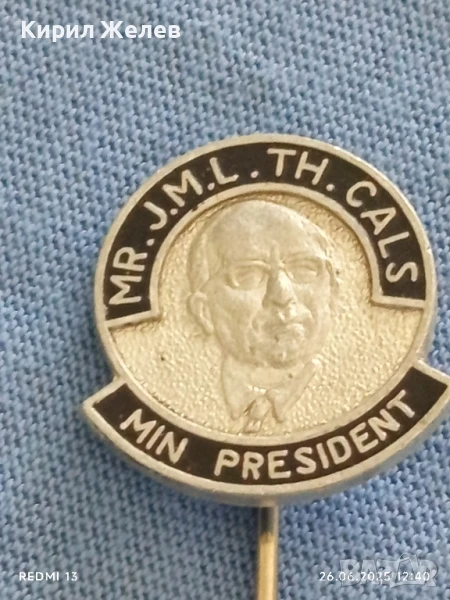 Кирил Желев
MR. J.M.L. TH. CALS
MIN PRESIDENT
REDMI 13
26.06.2025 12:40